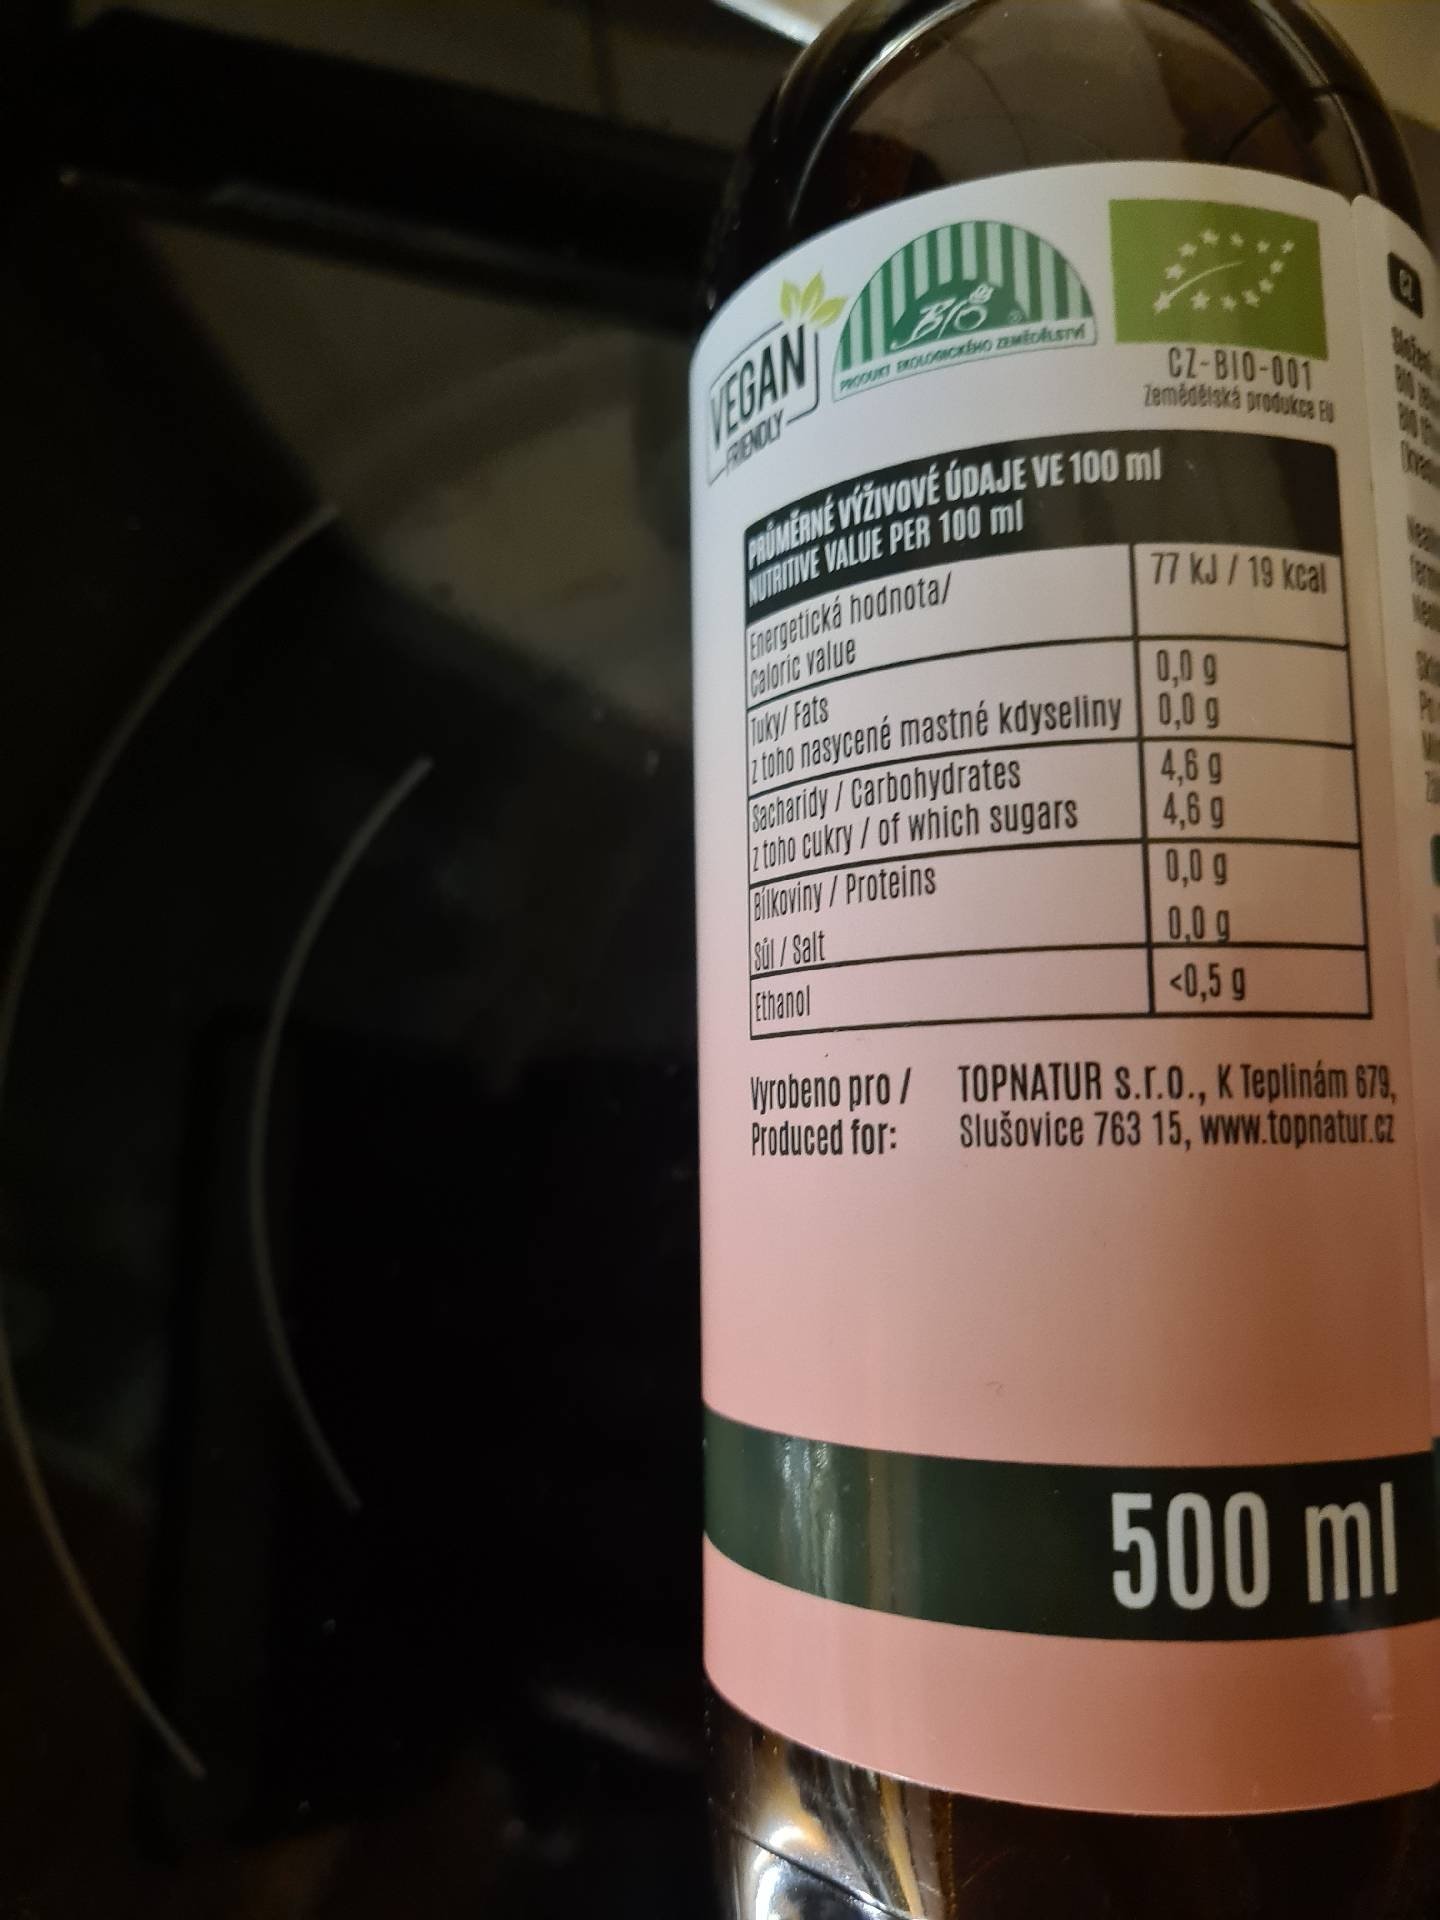 VEGAN
FRIENDLY
BIO
PRODUKT EKOLOGICKÉHO ZEMĚDĚLSTVÍ
CZ-BIO-001
Zemědělská produkce EU
CZ
PRŮMĚRNÉ VÝŽIVOVÉ ÚDAJE VE 100 ml
NUTRITIVE VALUE PER 100 ml
Energetická hodnota/ 77 kJ / 19 kcal
Caloric value
Tuky/ Fats 0,0 g
z toho nasycené mastné kdyseliny 0,0 g
Sacharidy / Carbohydrates 4,6 g
z toho cukry / of which sugars 4,6 g
Bílkoviny / Proteins 0,0 g
Sůl / Salt 0,0 g
Ethanol <0,5 g
Vyrobeno pro / TOPNATUR s.r.o., K Teplinám 679,
Produced for: Slušovice 763 15, www.topnatur.cz
500 ml